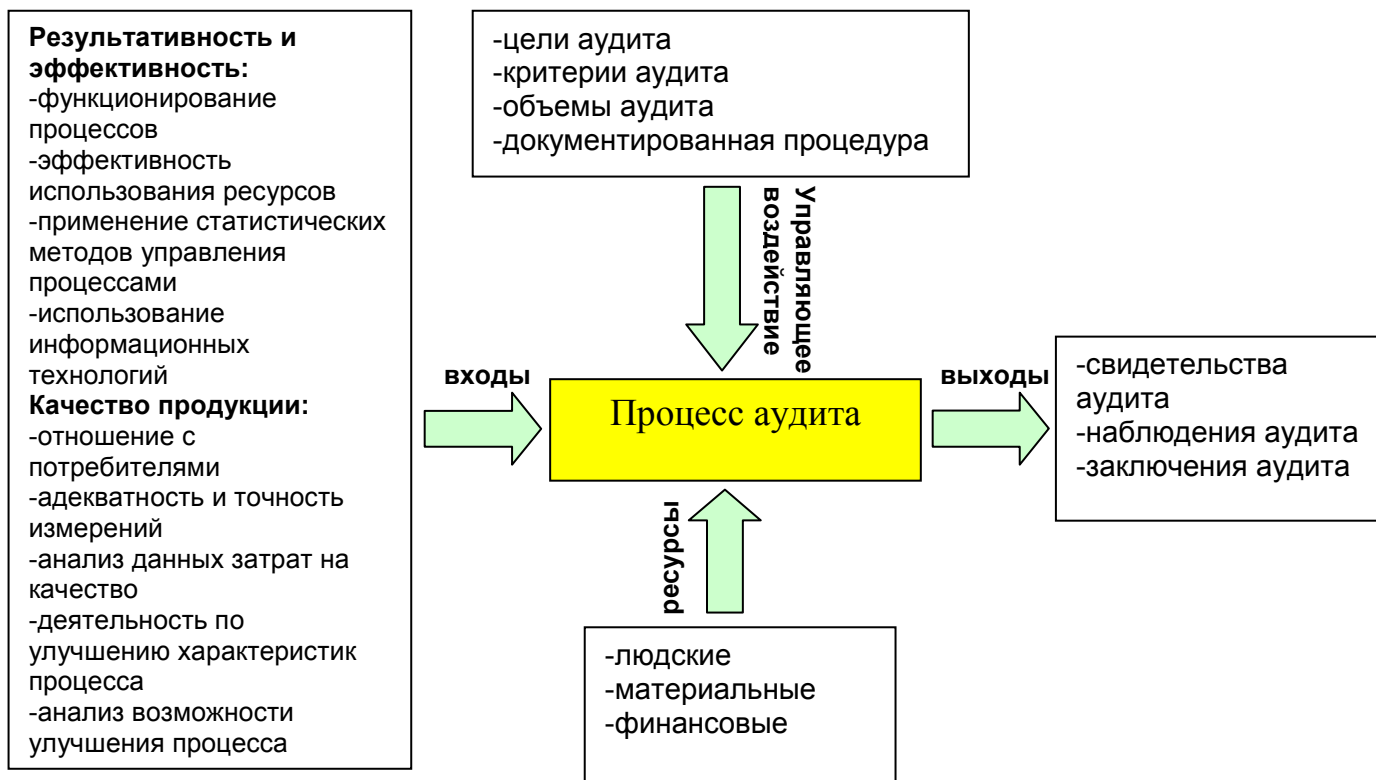 Результативность и
эффективность:
-функционирование
процессов
-эффективность
использования ресурсов
-применение статистических
методов управления
процессами
-использование
информационных
технологий
Качество продукции:
-отношение с
потребителями
-адекватность и точность
измерений
-анализ данных затрат на
качество
-деятельность по
улучшению характеристик
процесса
-анализ возможности
улучшения процесса
-цели аудита
-критерии аудита
-объемы аудита
-документированная процедура
Управляющее
воздействие
входы
Процесс аудита
выходы
-свидетельства
аудита
-наблюдения аудита
-заключения аудита
ресурсы
-людские
-материальные
-финансовые